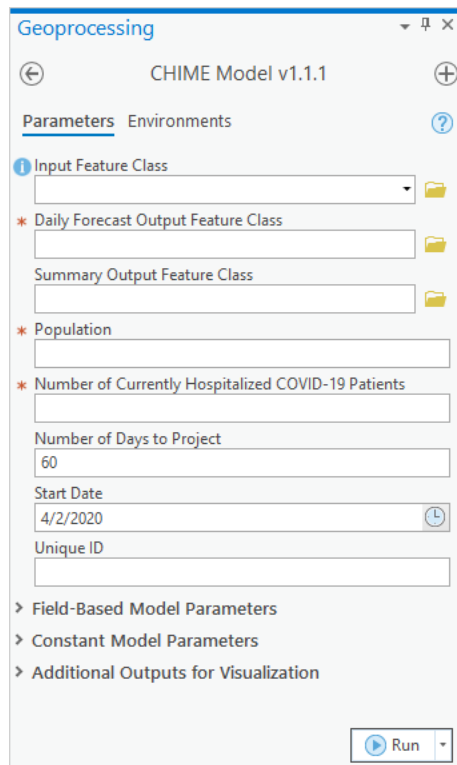 Geoprocessing
CHIME Model v1.1.1
Parameters Environments
Input Feature Class
* Daily Forecast Output Feature Class
Summary Output Feature Class
* Population
* Number of Currently Hospitalized COVID-19 Patients
Number of Days to Project
60
Start Date
4/2/2020
Unique ID
> Field-Based Model Parameters
> Constant Model Parameters
> Additional Outputs for Visualization
Run